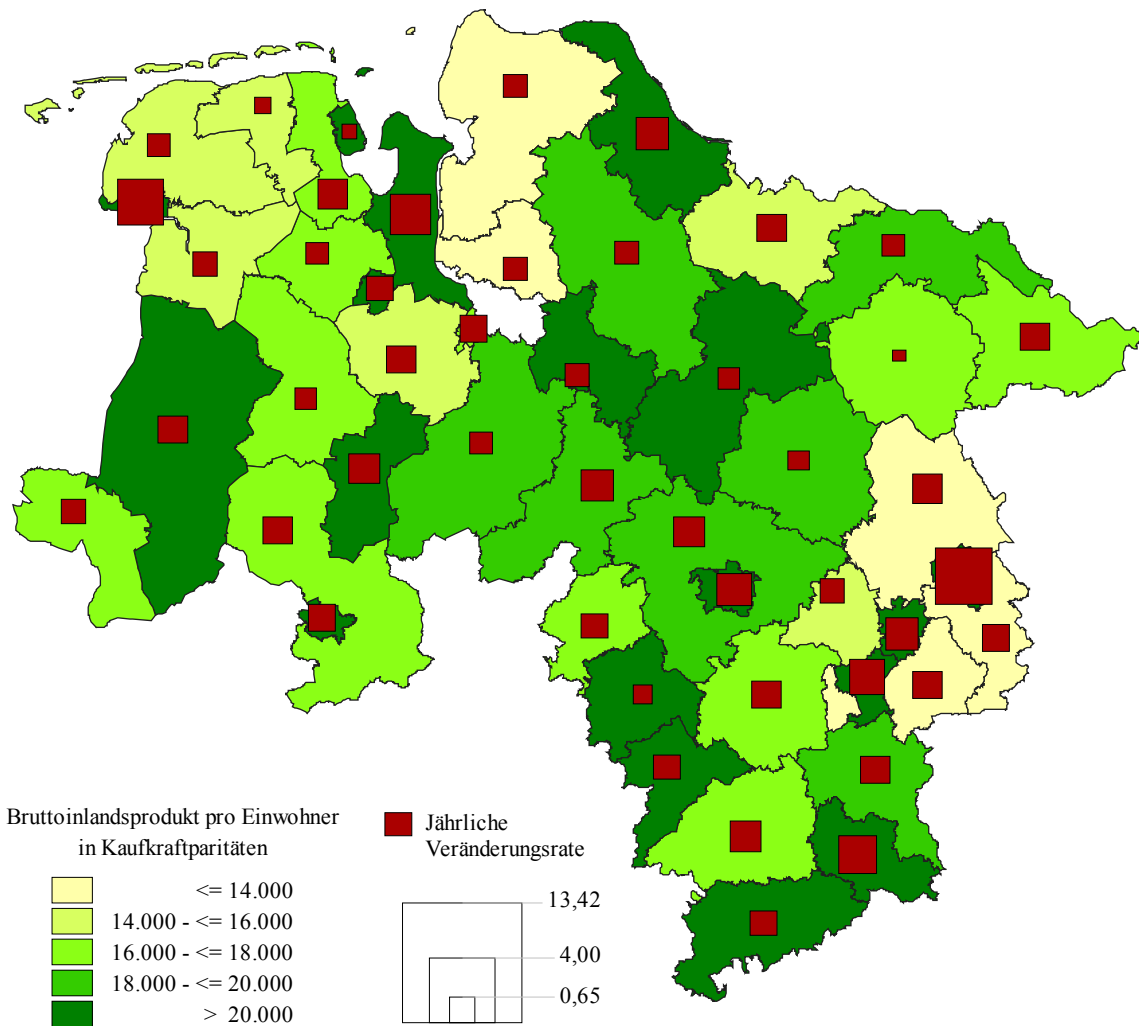 Bruttoinlandsprodukt pro Einwohner
in Kaufkraftparitäten
<= 14.000
14.000 - <= 16.000
16.000 - <= 18.000
18.000 - <= 20.000
> 20.000
Jährliche
Veränderungsrate
13,42
4,00
0,65